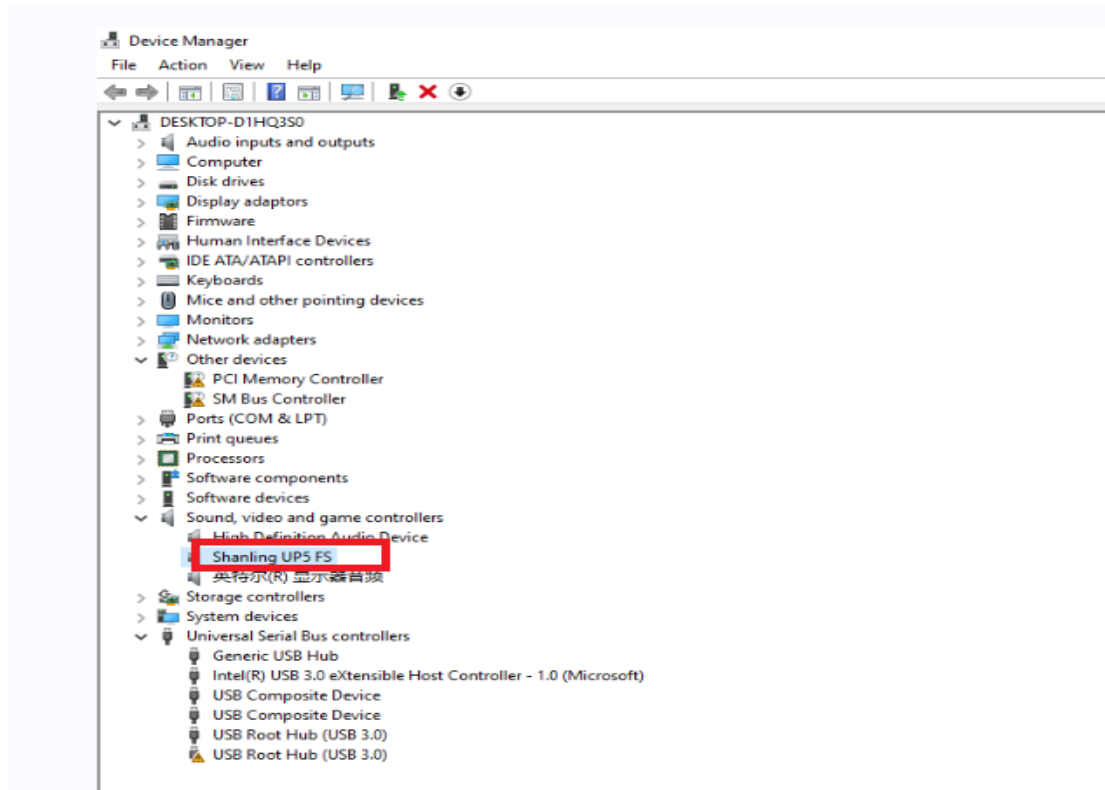 Device Manager
File Action View Help
DESKTOP-D1HQ3S0
Audio inputs and outputs
Computer
Disk drives
Display adaptors
Firmware
Human Interface Devices
IDE ATA/ATAPI controllers
Keyboards
Mice and other pointing devices
Monitors
Network adapters
Other devices
PCI Memory Controller
SM Bus Controller
Ports (COM & LPT)
Print queues
Processors
Software components
Software devices
Sound, video and game controllers
High Definition Audio Device
Shanling UP5 FS
英特尔(R) 显示器音频
Storage controllers
System devices
Universal Serial Bus controllers
Generic USB Hub
Intel(R) USB 3.0 eXtensible Host Controller - 1.0 (Microsoft)
USB Composite Device
USB Composite Device
USB Root Hub (USB 3.0)
USB Root Hub (USB 3.0)